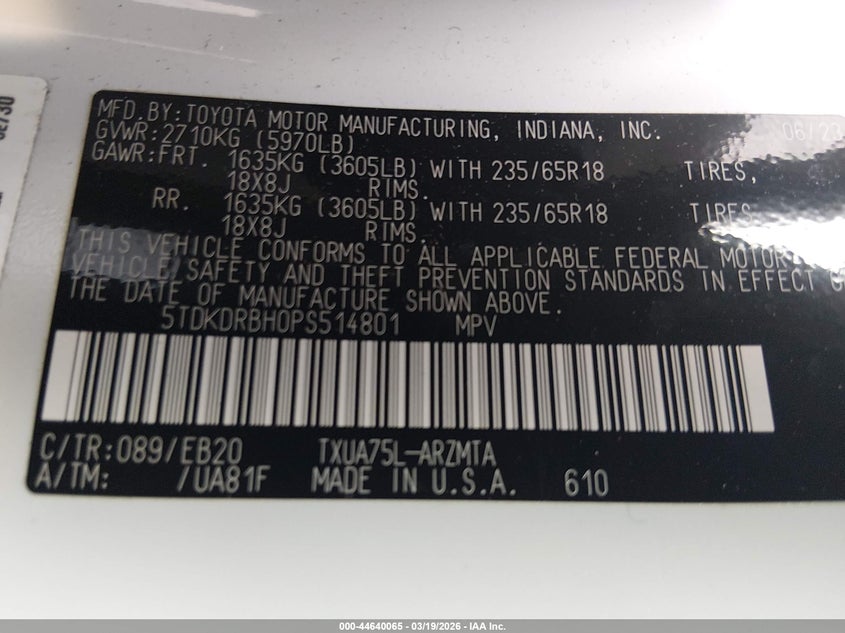 MFD.BY:TOYOTA MOTOR MANUFACTURING, INDIANA, INC. 06/23
GVWR:2710KG (5970LB)
GAWR:FRT. 1635KG (3605LB) WITH 235/65R18 TIRES,
18X8J RIMS.
RR. 1635KG (3605LB) WITH 235/65R18 TIRES
18X8J RIMS.
THIS VEHICLE CONFORMS TO ALL APPLICABLE FEDERAL MOTOR
VEHICLE SAFETY AND THEFT PREVENTION STANDARDS IN EFFECT
THE DATE OF MANUFACTURE SHOWN ABOVE.
5TDKDRBH0PS514801 MPV
C/TR:089/EB20 TXUA75L-ARZMTA
A/TM: /UA81F MADE IN U.S.A. 610
000-44640065 - 03/19/2026 - IAA Inc.